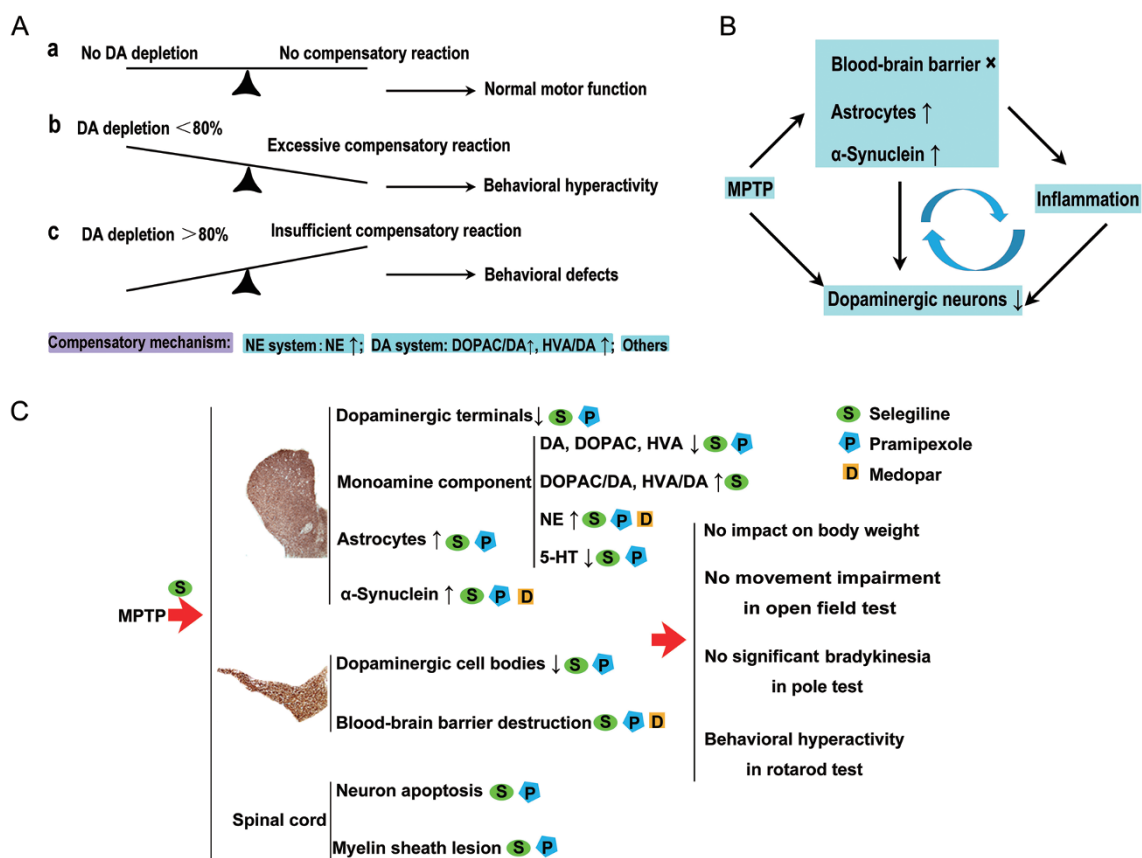 A
a
No DA depletion
No compensatory reaction
Normal motor function
b
DA depletion <80%
Excessive compensatory reaction
Behavioral hyperactivity
c
DA depletion >80%
Insufficient compensatory reaction
Behavioral defects
Compensatory mechanism: NE system: NE ↑; DA system: DOPAC/DA↑, HVA/DA ↑; Others
B
Blood-brain barrier ×
Astrocytes ↑
α-Synuclein ↑
MPTP
Inflammation
Dopaminergic neurons ↓
C
MPTP
S
Dopaminergic terminals↓ S P
Monoamine component
DA, DOPAC, HVA ↓ S P
DOPAC/DA, HVA/DA ↑ S
NE ↑ S P D
5-HT ↓ S P
Astrocytes ↑ S P
α-Synuclein ↑ S P D
Dopaminergic cell bodies ↓ S P
Blood-brain barrier destruction S P D
Spinal cord
Neuron apoptosis S P
Myelin sheath lesion S P
S Selegiline
P Pramipexole
D Medopar
No impact on body weight
No movement impairment
in open field test
No significant bradykinesia
in pole test
Behavioral hyperactivity
in rotarod test